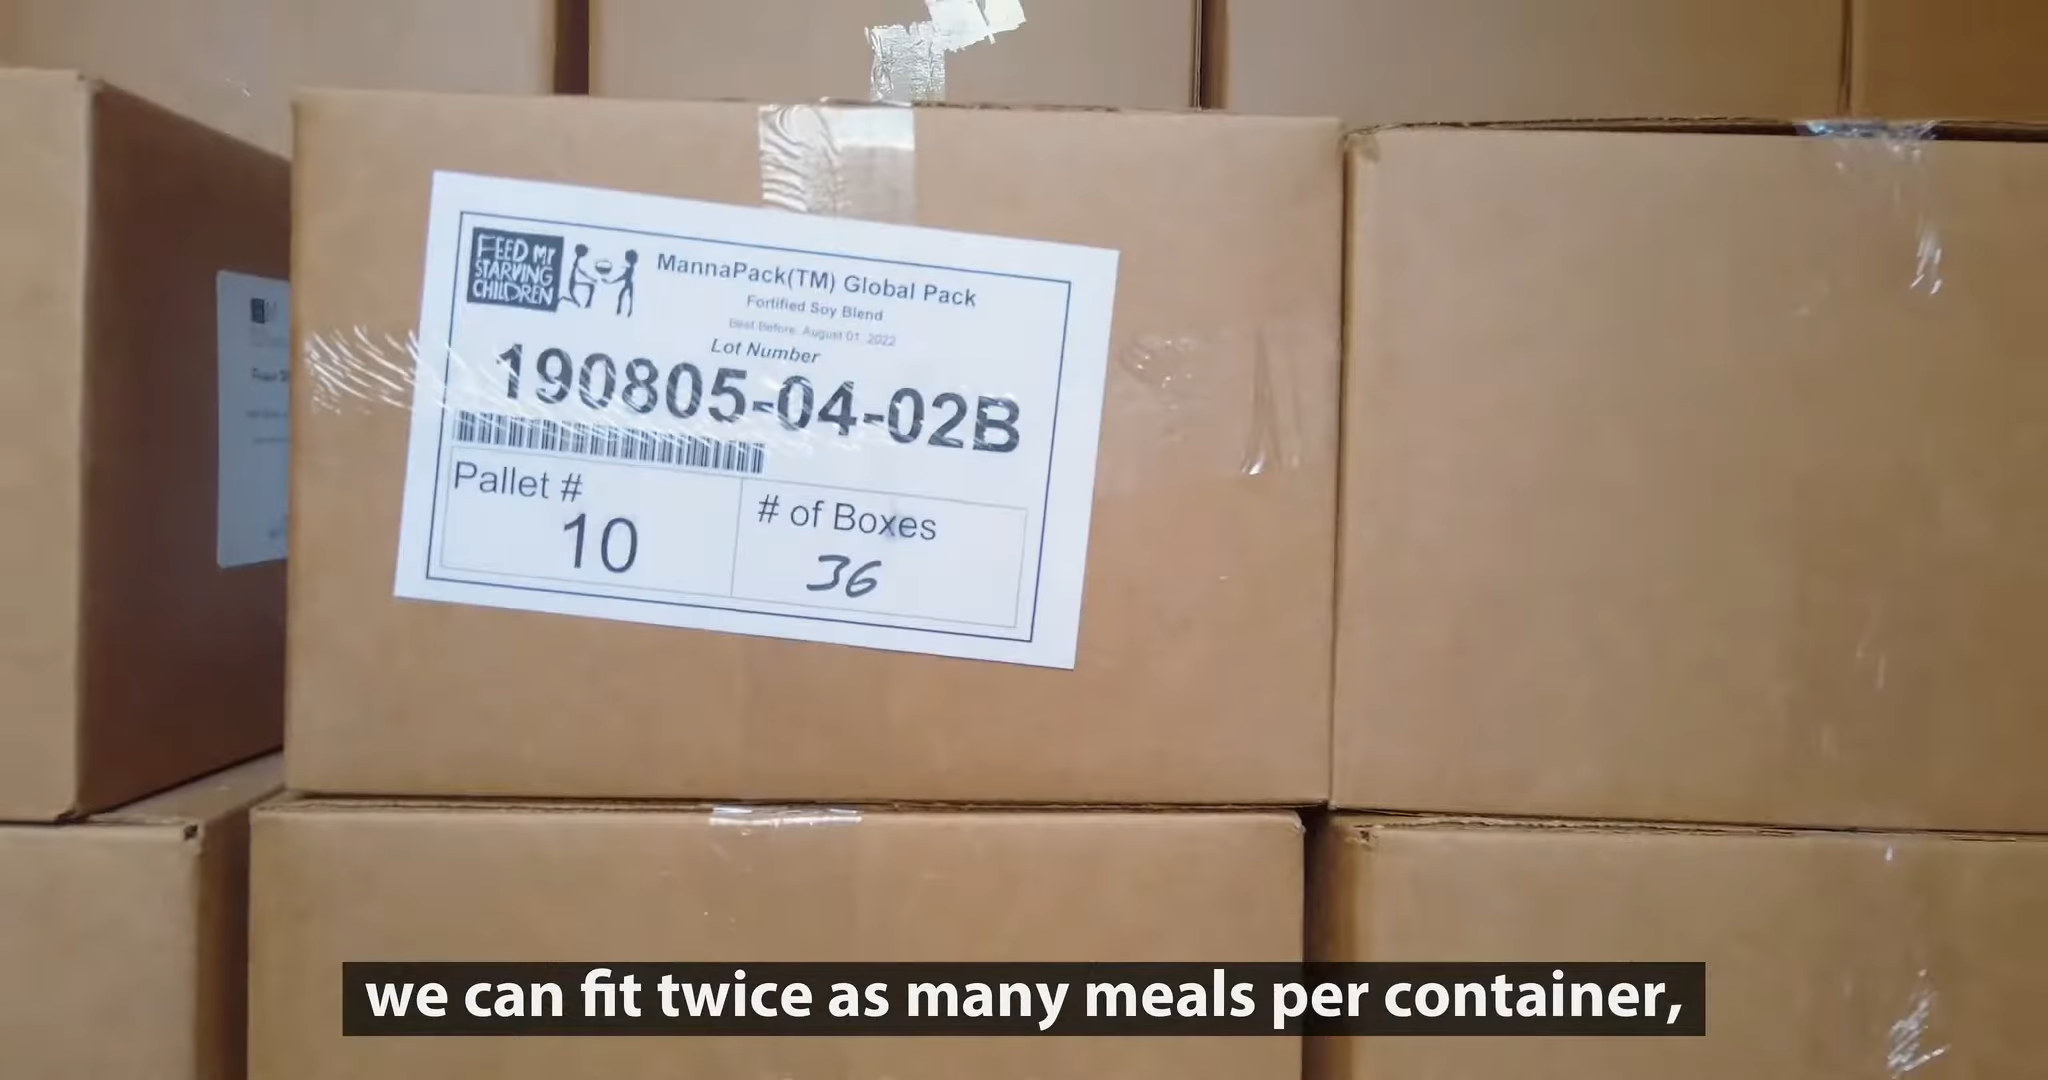 FEED MY
STARVING
CHILDREN
MannaPack(TM) Global Pack
Fortified Soy Blend
Best Before: August 01, 2022
Lot Number
190805-04-02B
Pallet #
10
# of Boxes
36
we can fit twice as many meals per container,